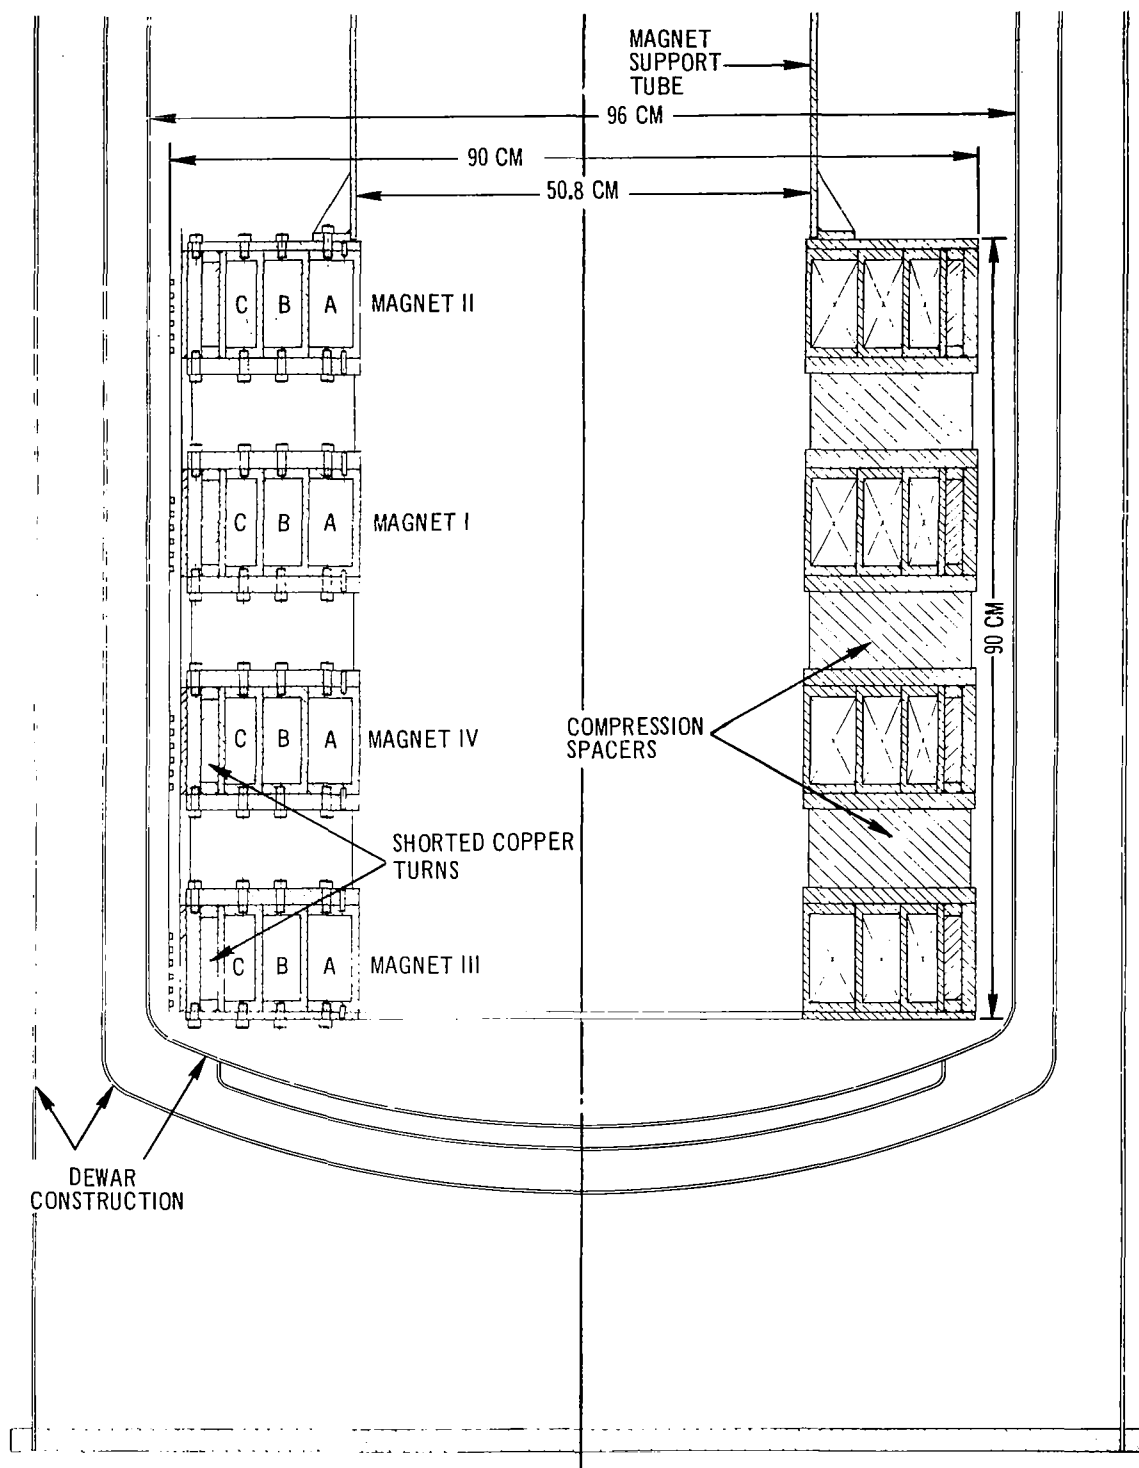 MAGNET
SUPPORT
TUBE
96 CM
90 CM
50.8 CM
C B A MAGNET II
C B A MAGNET I
90 CM
C B A MAGNET IV
COMPRESSION
SPACERS
SHORTED COPPER
TURNS
C B A MAGNET III
DEWAR
CONSTRUCTION